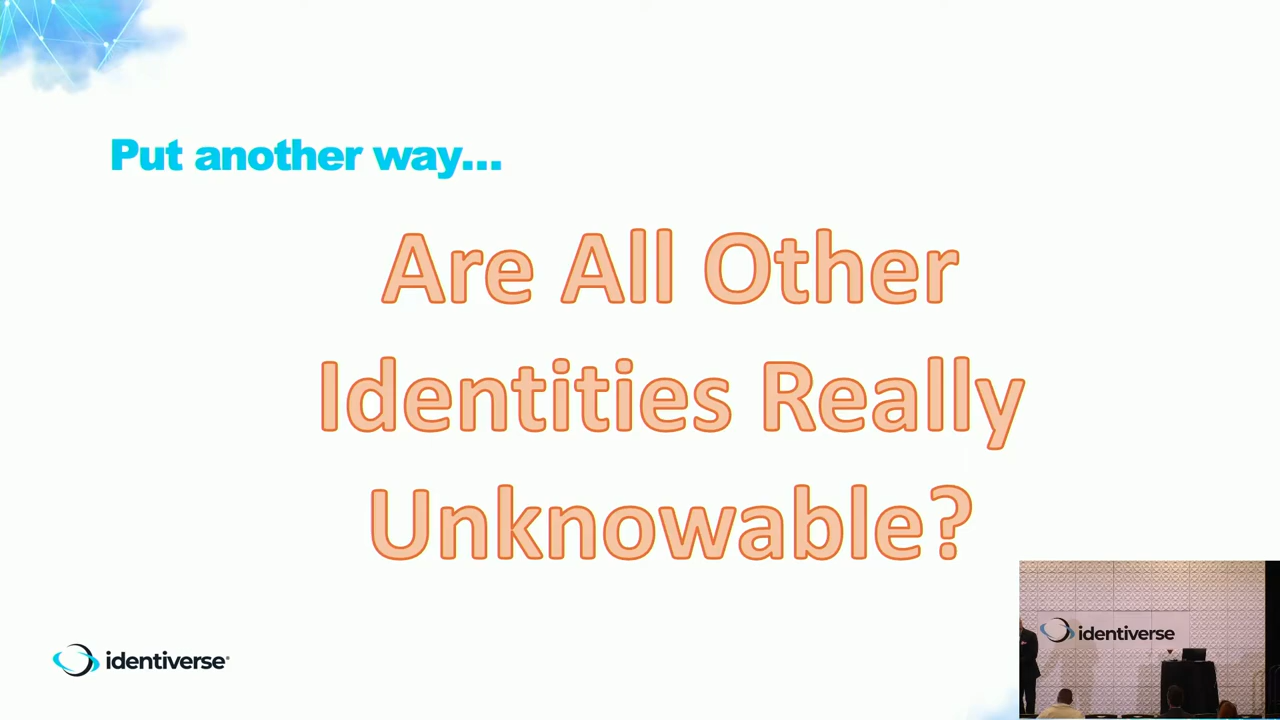 Put another way...
Are All Other
Identities Really
Unknowable?
identiverse®
identiverse